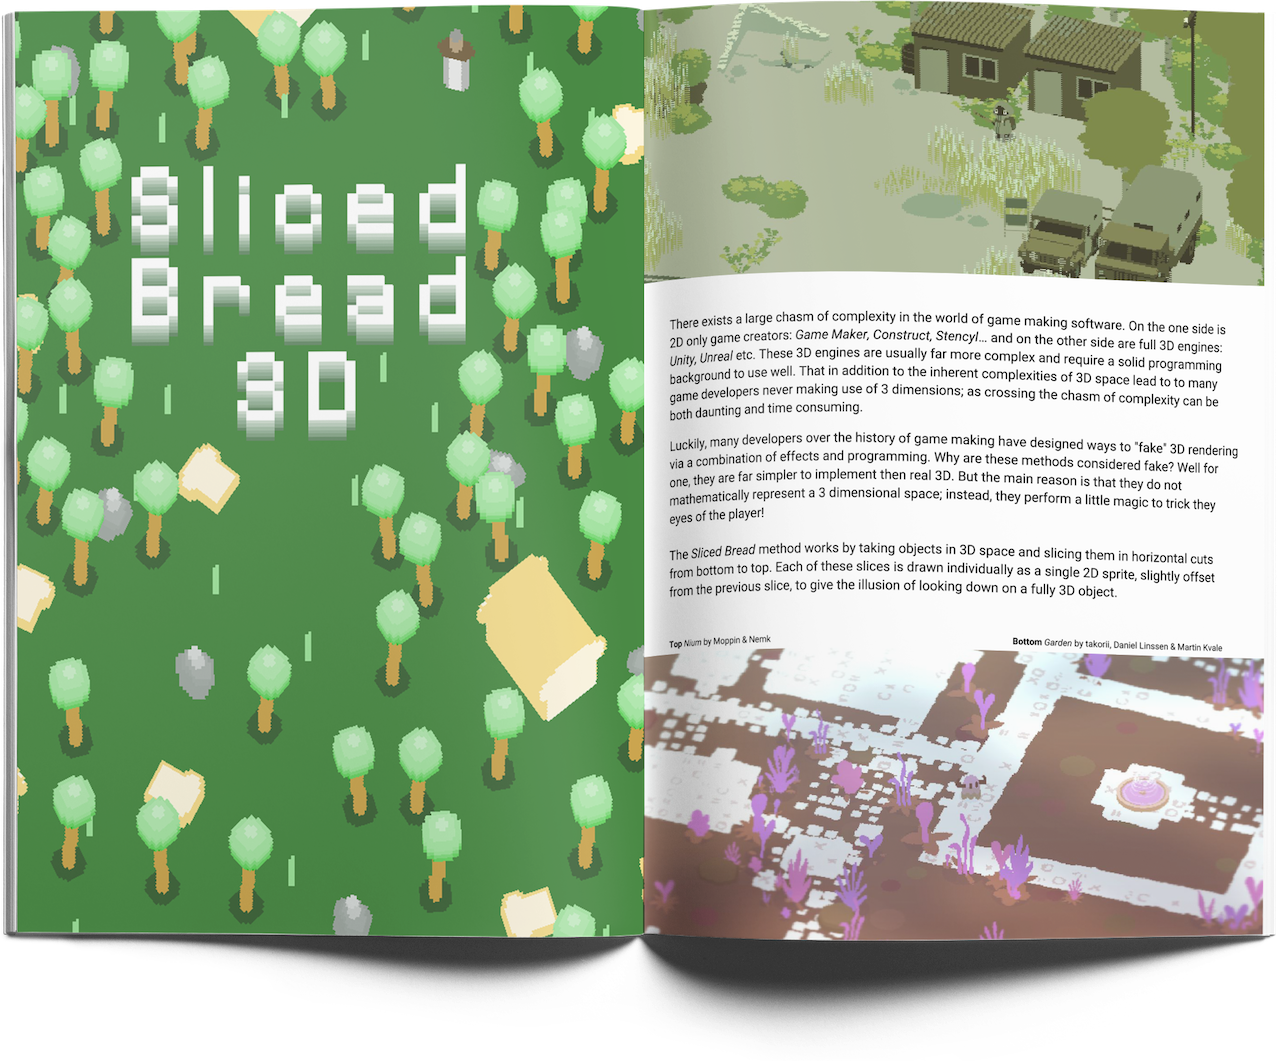 Sliced
Bread
3D
There exists a large chasm of complexity in the world of game making software. On the one side is
2D only game creators: Game Maker, Construct, Stencyl... and on the other side are full 3D engines:
Unity, Unreal etc. These 3D engines are usually far more complex and require a solid programming
background to use well. That in addition to the inherent complexities of 3D space lead to to many
game developers never making use of 3 dimensions; as crossing the chasm of complexity can be
both daunting and time consuming.
Luckily, many developers over the history of game making have designed ways to "fake" 3D rendering
via a combination of effects and programming. Why are these methods considered fake? Well for
one, they are far simpler to implement then real 3D. But the main reason is that they do not
mathematically represent a 3 dimensional space; instead, they perform a little magic to trick they
eyes of the player!
The Sliced Bread method works by taking objects in 3D space and slicing them in horizontal cuts
from bottom to top. Each of these slices is drawn individually as a single 2D sprite, slightly offset
from the previous slice, to give the illusion of looking down on a fully 3D object.
Top Nium by Moppin & Nemk
Bottom Garden by takorii, Daniel Linssen & Martin Kvale